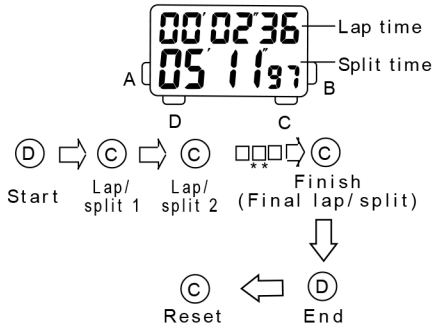 00'02"36 Lap time
05'11"97 Split time
A B
D C
D C C C
Start Lap/ Lap/ ** Finish
split 1 split 2 (Final lap/split)
C D
Reset End